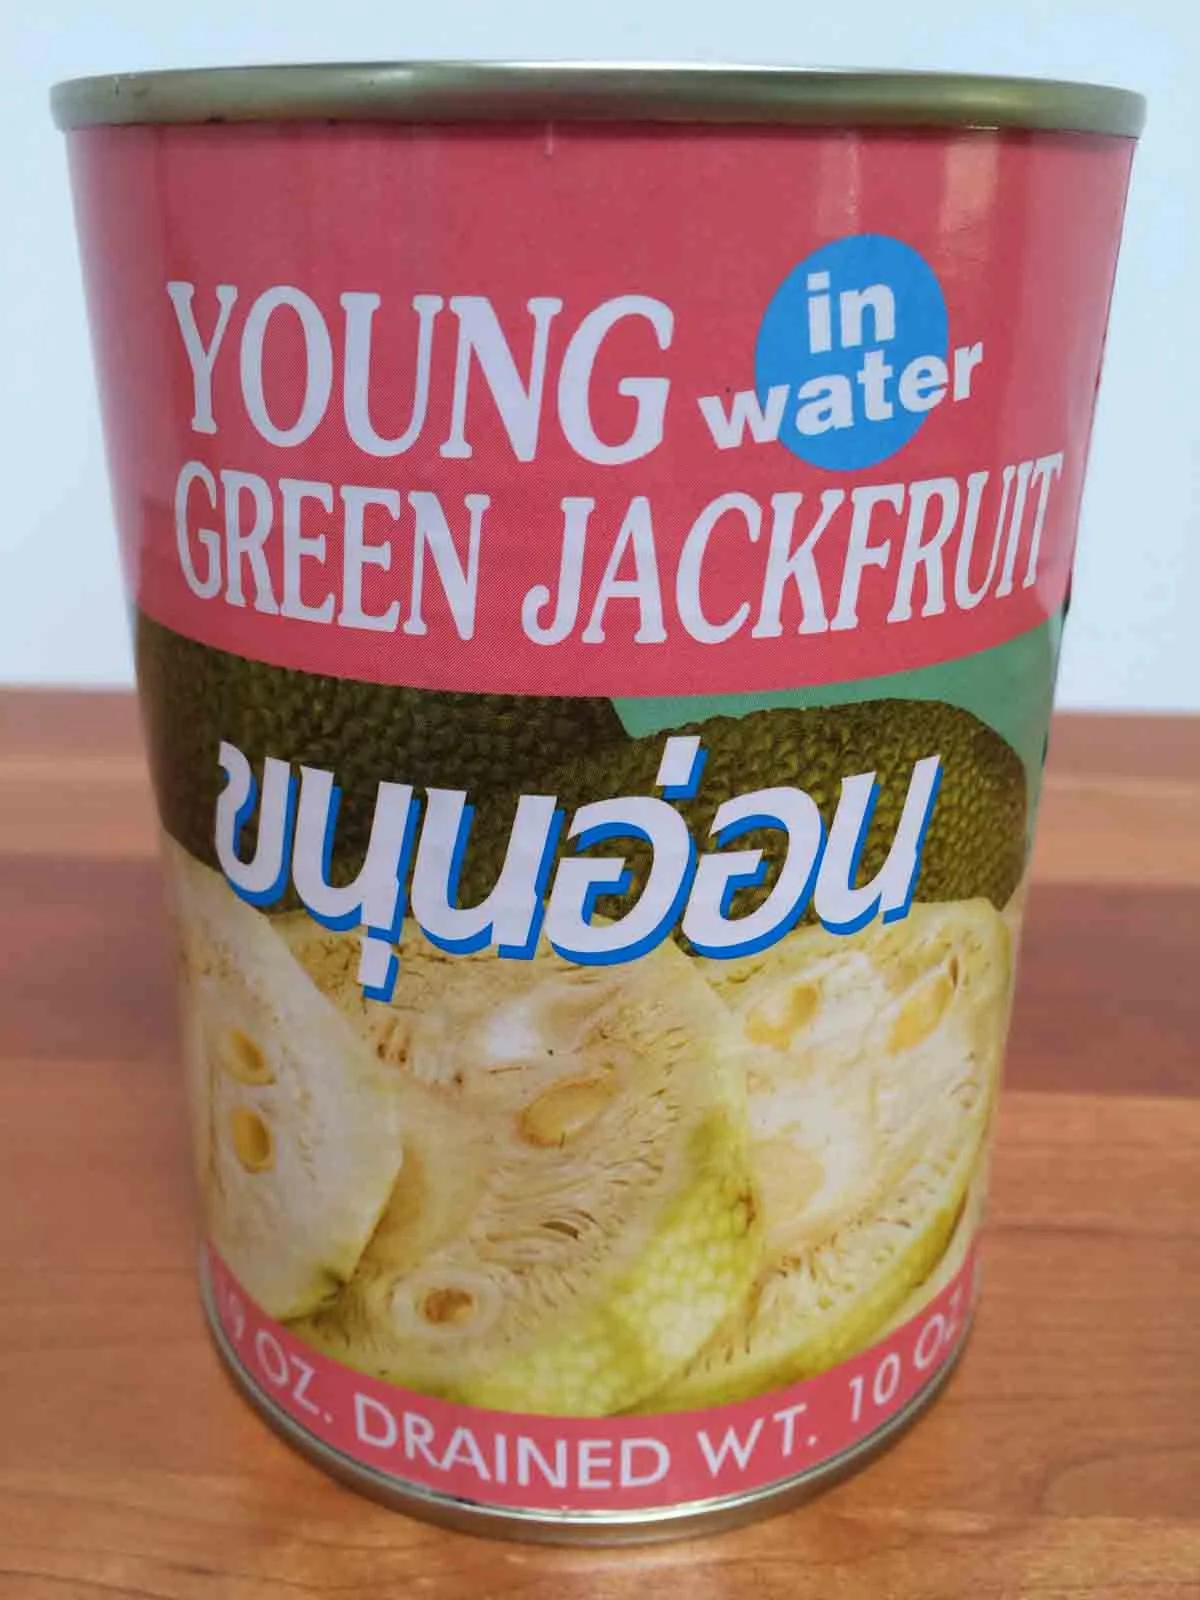 YOUNG
in
water
GREEN JACKFRUIT
ขนุนอ่อน
OZ. DRAINED WT. 10 OZ.